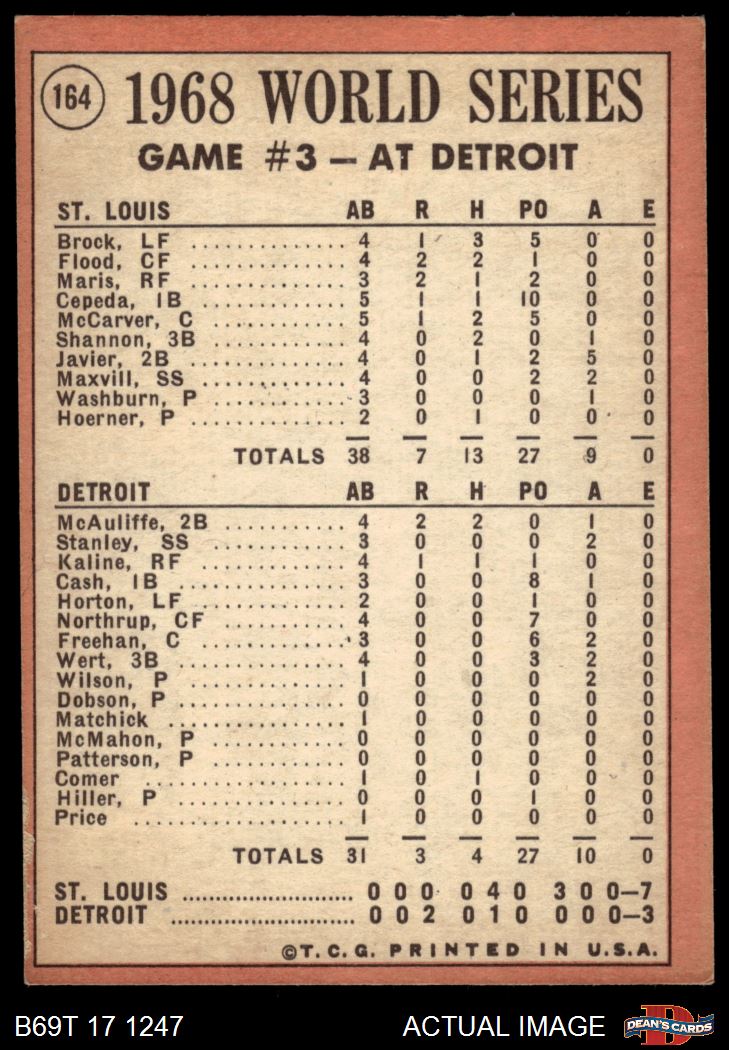 164
1968 WORLD SERIES
GAME #3 — AT DETROIT
ST. LOUIS AB R H PO A E
Brock, LF .............. 4 1 3 5 0 0
Flood, CF .............. 4 2 2 1 0 0
Maris, RF .............. 3 2 1 2 0 0
Cepeda, 1B ............. 5 1 1 10 0 0
McCarver, C ............ 5 1 2 5 0 0
Shannon, 3B ............ 4 0 2 0 1 0
Javier, 2B .............. 4 0 1 2 5 0
Maxvill, SS ............. 4 0 0 2 2 0
Washburn, P ............ 3 0 0 0 1 0
Hoerner, P .............. 2 0 1 0 0 0
TOTALS 38 7 13 27 9 0
DETROIT AB R H PO A E
McAuliffe, 2B ........... 4 2 2 0 1 0
Stanley, SS ............. 3 0 0 0 2 0
Kaline, RF .............. 4 1 1 1 0 0
Cash, 1B ............... 3 0 0 8 1 0
Horton, LF ............. 2 0 0 1 0 0
Northrup, CF ............ 4 0 0 7 0 0
Freehan, C .............. 3 0 0 6 2 0
Wert, 3B ............... 4 0 0 3 2 0
Wilson, P .............. 1 0 0 0 2 0
Dobson, P .............. 0 0 0 0 0 0
Matchick ............... 1 0 0 0 0 0
McMahon, P ............. 0 0 0 0 0 0
Patterson, P ............ 0 0 0 0 0 0
Comer ................. 1 0 1 0 0 0
Hiller, P ............... 0 0 0 1 0 0
Price .................. 1 0 0 0 0 0
TOTALS 31 3 4 27 10 0
ST. LOUIS ........................... 0 0 0 0 4 0 3 0 0—7
DETROIT ............................ 0 0 2 0 1 0 0 0 0—3
©T.C.G. PRINTED IN U.S.A.
B69T 17 1247 ACTUAL IMAGE
D
DEAN'S CARDS